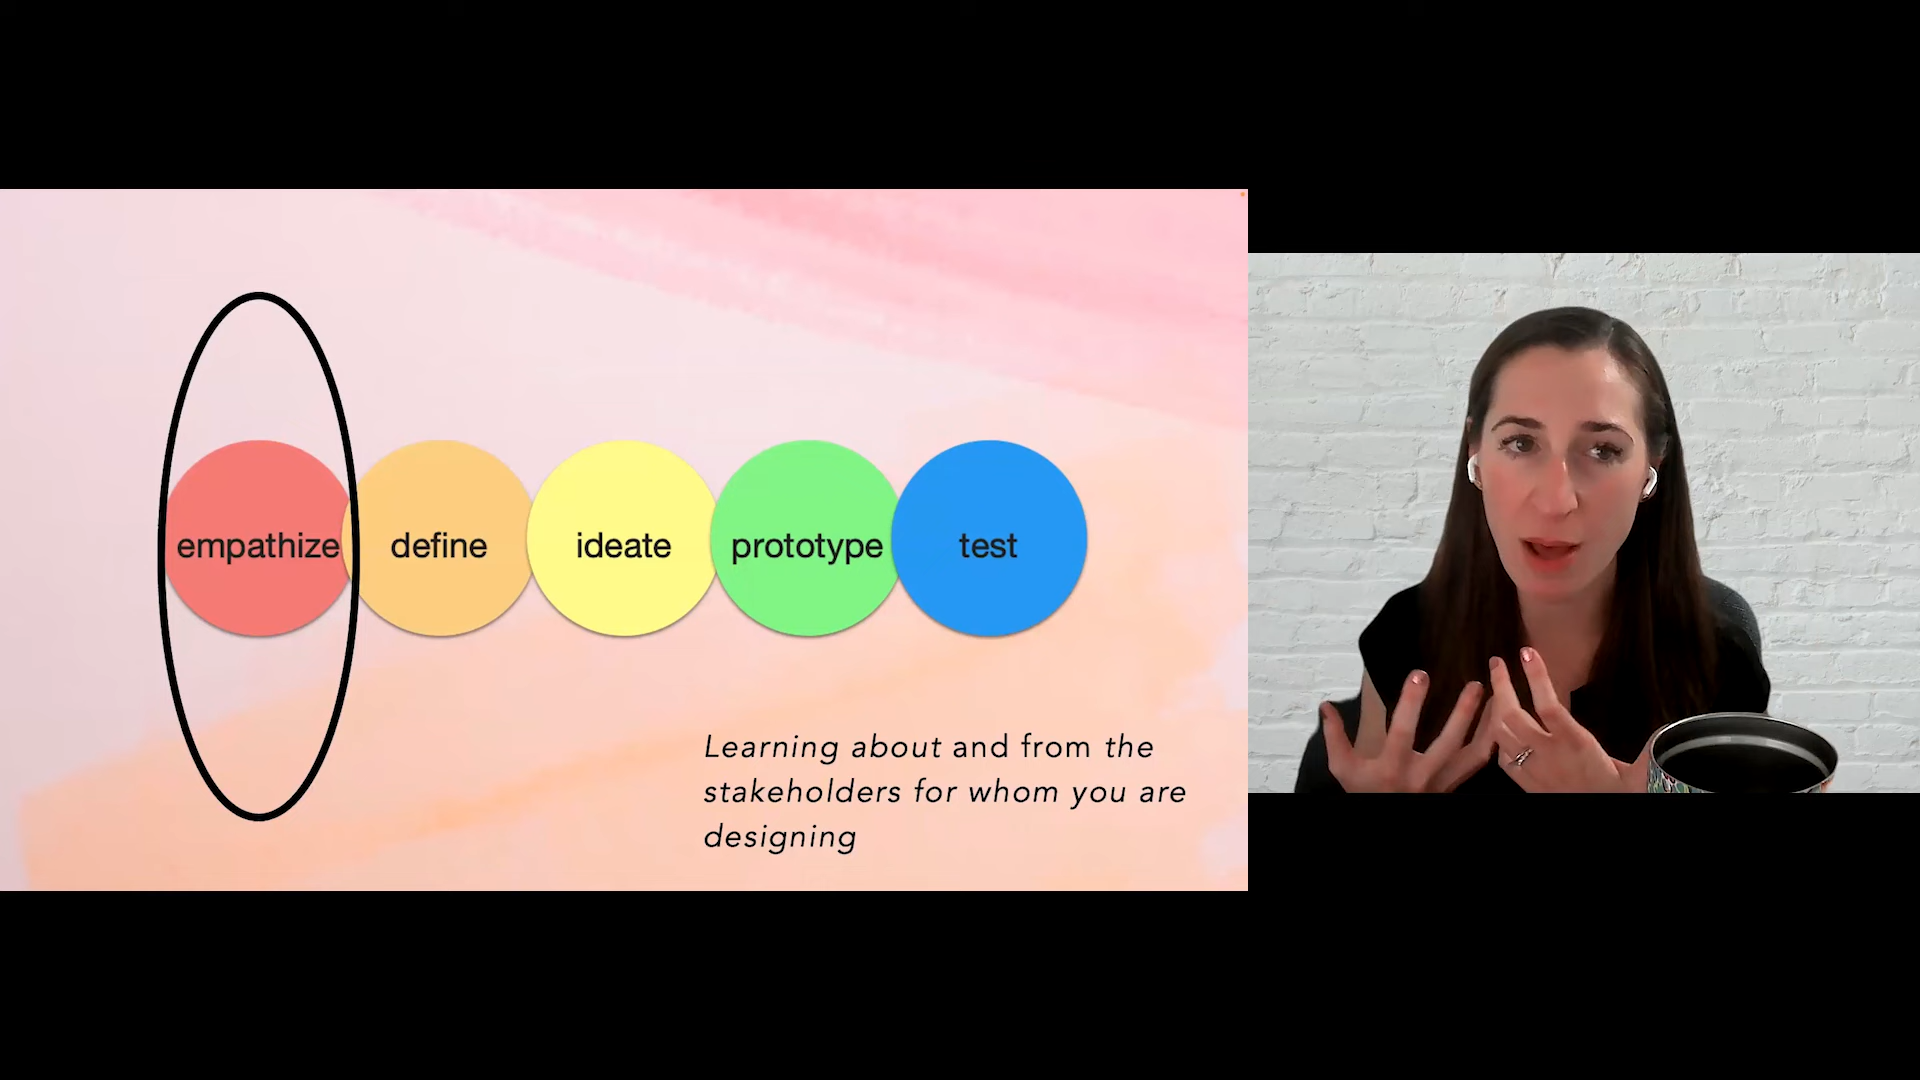 empathize define ideate prototype test
Learning about and from the
stakeholders for whom you are
designing